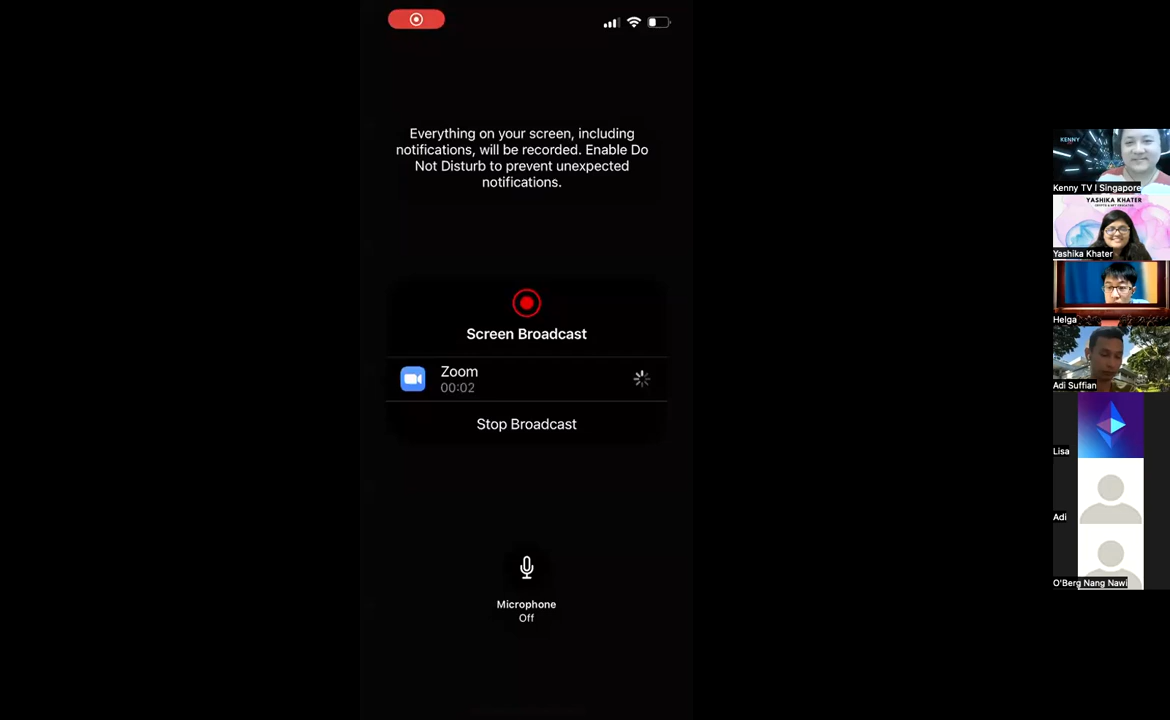 Everything on your screen, including
notifications, will be recorded. Enable Do
Not Disturb to prevent unexpected
notifications.
Screen Broadcast
Zoom
00:02
Stop Broadcast
Microphone
Off
KENNY
Kenny TV I Singapore
YASHIKA KHATER
Yashika Khater
Helga
Adi Suffian
Lisa
Adi
O'Berg Nang Nawi